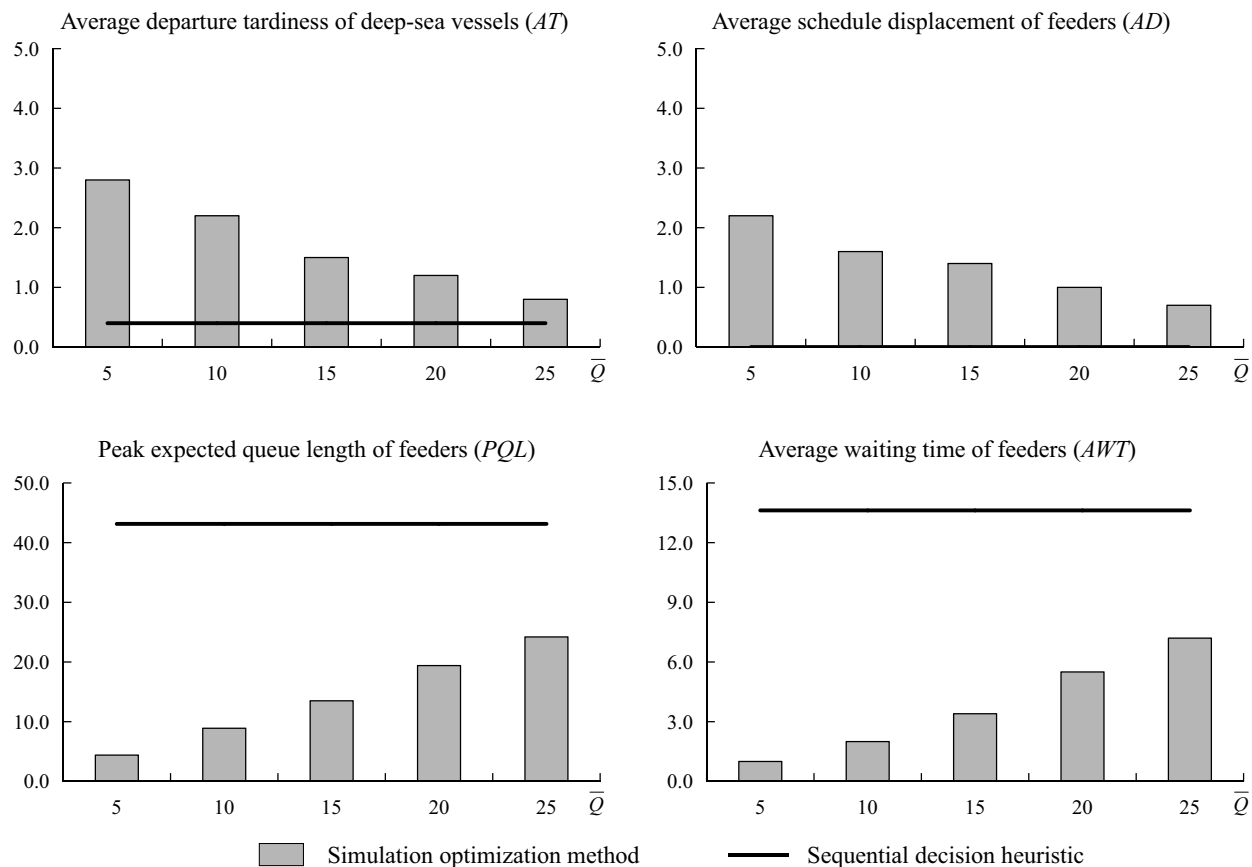 Average departure tardiness of deep-sea vessels (AT)
5.0
4.0
3.0
2.0
1.0
0.0
5 10 15 20 25 Q̅
Average schedule displacement of feeders (AD)
5.0
4.0
3.0
2.0
1.0
0.0
5 10 15 20 25 Q̅
Peak expected queue length of feeders (PQL)
50.0
40.0
30.0
20.0
10.0
0.0
5 10 15 20 25 Q̅
Average waiting time of feeders (AWT)
15.0
12.0
9.0
6.0
3.0
0.0
5 10 15 20 25 Q̅
Simulation optimization method Sequential decision heuristic